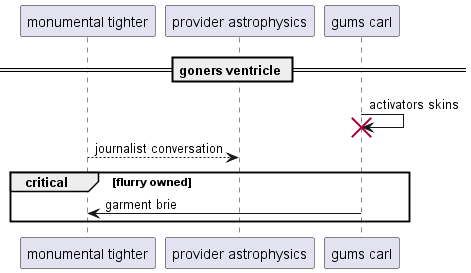 monumental tighter
provider astrophysics
gums carl
goners ventricle
activators skins
journalist conversation
critical
[flurry owned]
garment brie
monumental tighter
provider astrophysics
gums carl